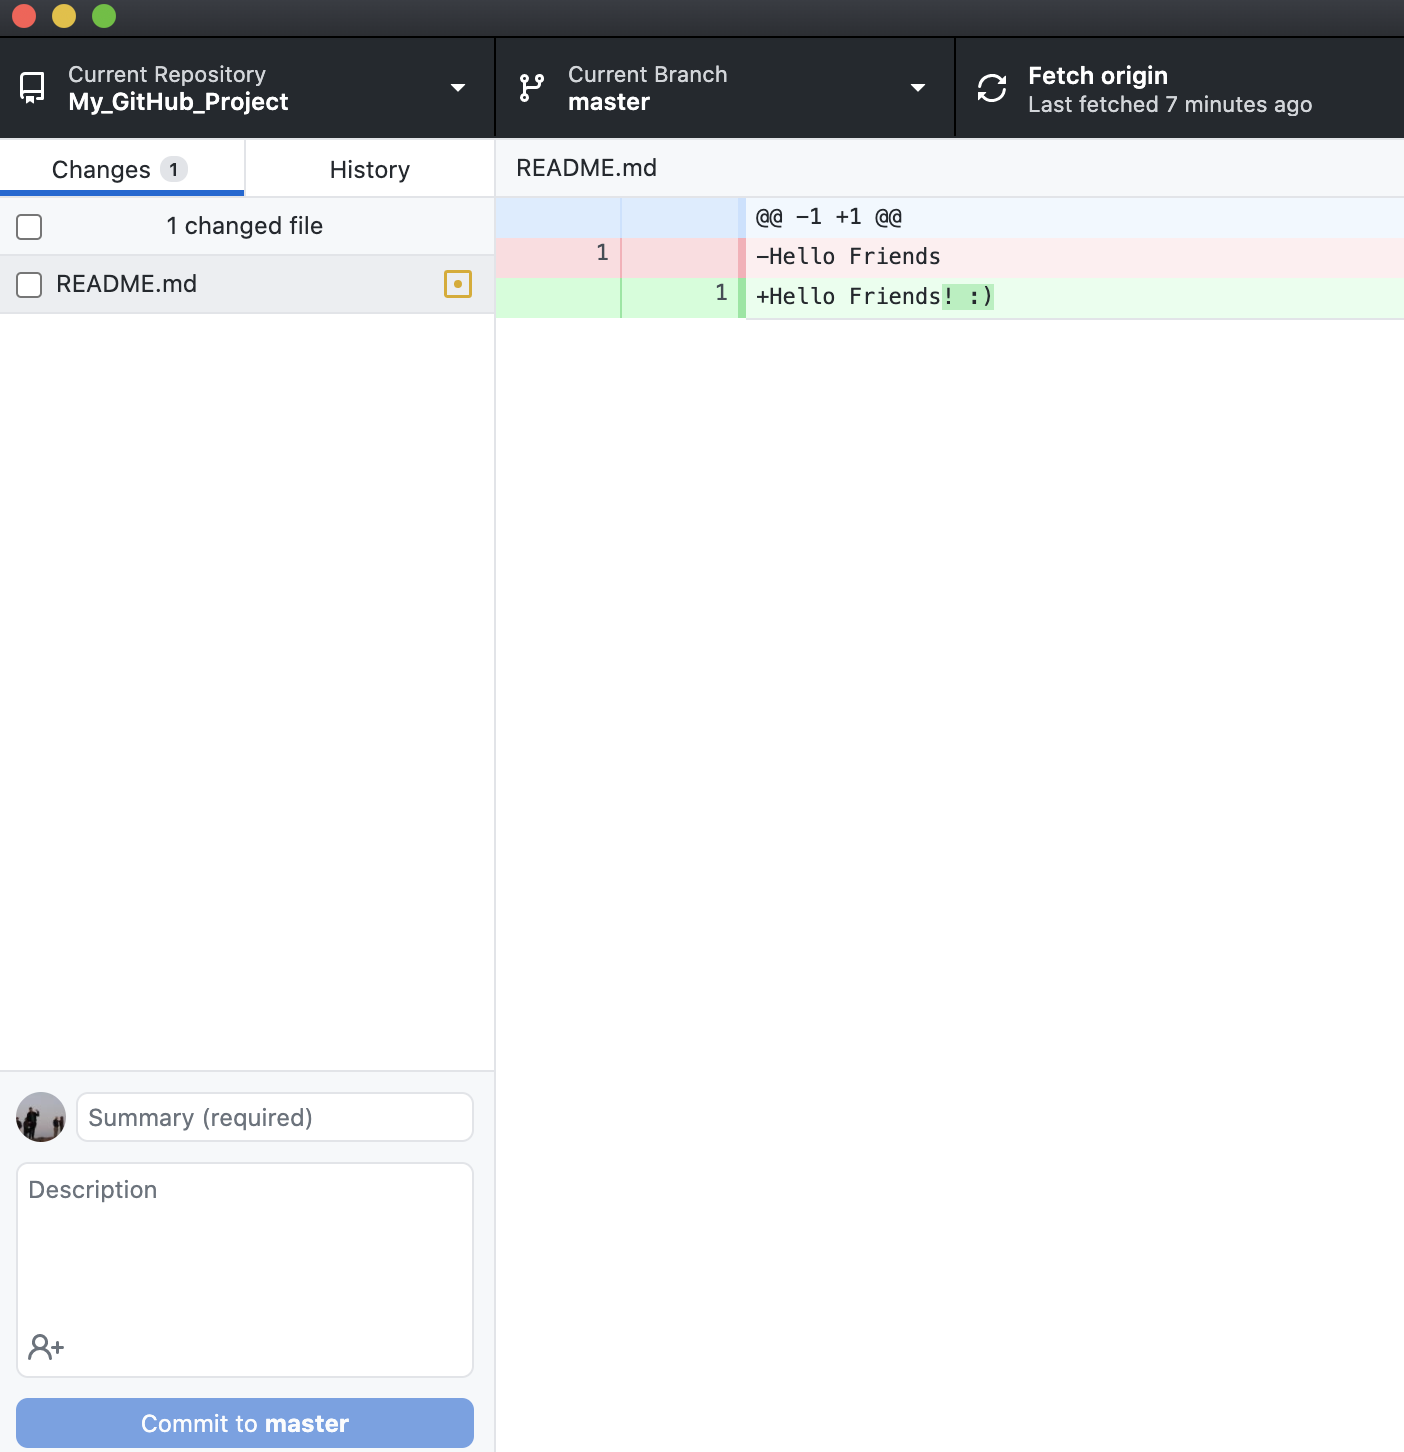 Current Repository
My_GitHub_Project
Current Branch
master
Fetch origin
Last fetched 7 minutes ago
Changes 1
History
README.md
1 changed file
README.md
@@ -1 +1 @@
1 -Hello Friends
1 +Hello Friends! :)
Summary (required)
Description
Commit to master